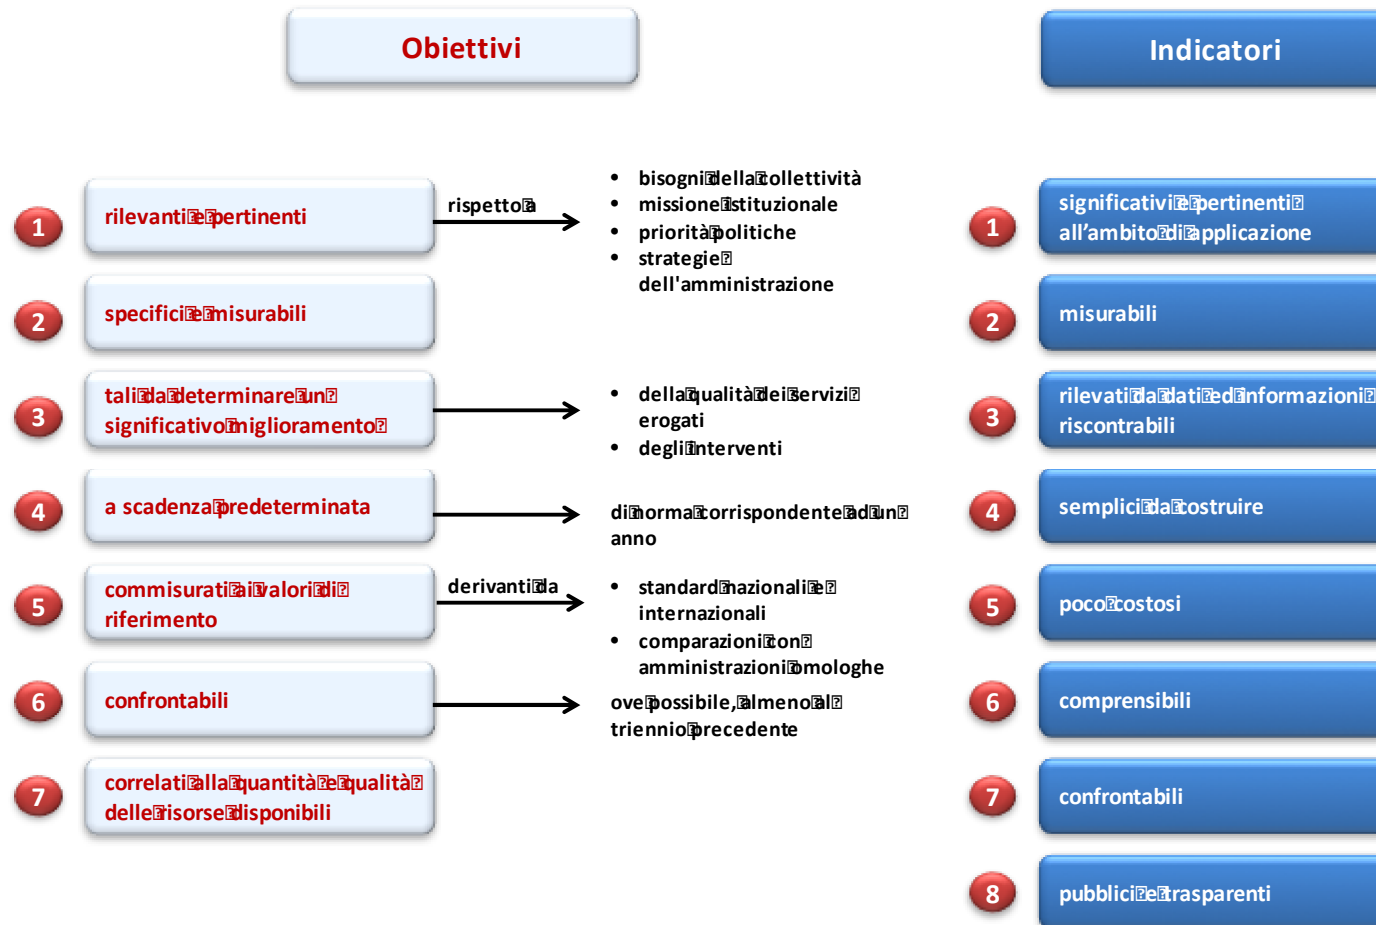 Obiettivi
Indicatori
1
rilevanti e pertinenti
rispetto a
• bisogni della collettività
• missione istituzionale
• priorità politiche
• strategie
dell'amministrazione
1
significativi e pertinenti
all'ambito di applicazione
2
specifici e misurabili
2
misurabili
3
tali da determinare un
significativo miglioramento
• della qualità dei servizi
erogati
• degli interventi
3
rilevati da dati ed informazioni
riscontrabili
4
a scadenza predeterminata
di norma corrispondente ad un
anno
4
semplici da costruire
5
commisurati ai valori di
riferimento
derivanti da
• standard nazionali e
internazionali
• comparazioni con
amministrazioni omologhe
5
poco costosi
6
confrontabili
ove possibile, almeno al
triennio precedente
6
comprensibili
7
correlati alla quantità e qualità
delle risorse disponibili
7
confrontabili
8
pubblici e trasparenti